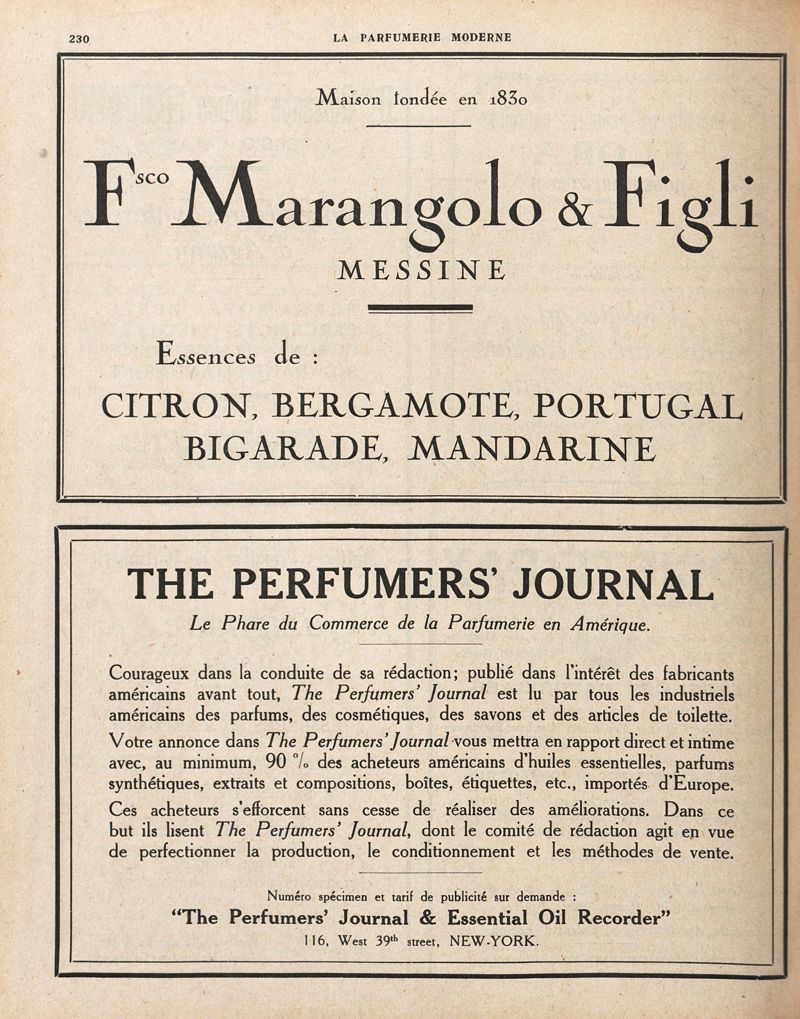 230
LA PARFUMERIE MODERNE
Maison fondée en 1830
Fsco Marangolo & Figli
MESSINE
Essences de :
CITRON, BERGAMOTE, PORTUGAL
BIGARADE, MANDARINE
THE PERFUMERS' JOURNAL
Le Phare du Commerce de la Parfumerie en Amérique.
Courageux dans la conduite de sa rédaction; publié dans l'intérêt des fabricants
américains avant tout, The Perfumers' Journal est lu par tous les industriels
américains des parfums, des cosmétiques, des savons et des articles de toilette.
Votre annonce dans The Perfumers' Journal vous mettra en rapport direct et intime
avec, au minimum, 90 % des acheteurs américains d'huiles essentielles, parfums
synthétiques, extraits et compositions, boîtes, étiquettes, etc., importés d'Europe.
Ces acheteurs s'efforcent sans cesse de réaliser des améliorations. Dans ce
but ils lisent The Perfumers' Journal, dont le comité de rédaction agit en vue
de perfectionner la production, le conditionnement et les méthodes de vente.
Numéro spécimen et tarif de publicité sur demande :
"The Perfumers' Journal & Essential Oil Recorder"
116, West 39th street, NEW-YORK.